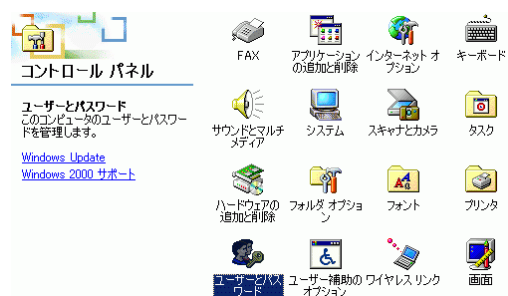 コントロール パネル
ユーザーとパスワード
このコンピュータのユーザーとパスワー
ドを管理します。
Windows Update
Windows 2000 サポート
FAX
アプリケーション
の追加と削除
インターネット オ
プション
キーボード
サウンドとマルチ
メディア
システム
スキャナとカメラ
タスク
ハードウェアの
追加と削除
フォルダ オプショ
ン
フォント
プリンタ
ユーザーとパス
ワード
ユーザー補助の
オプション
ワイヤレス リンク
画面